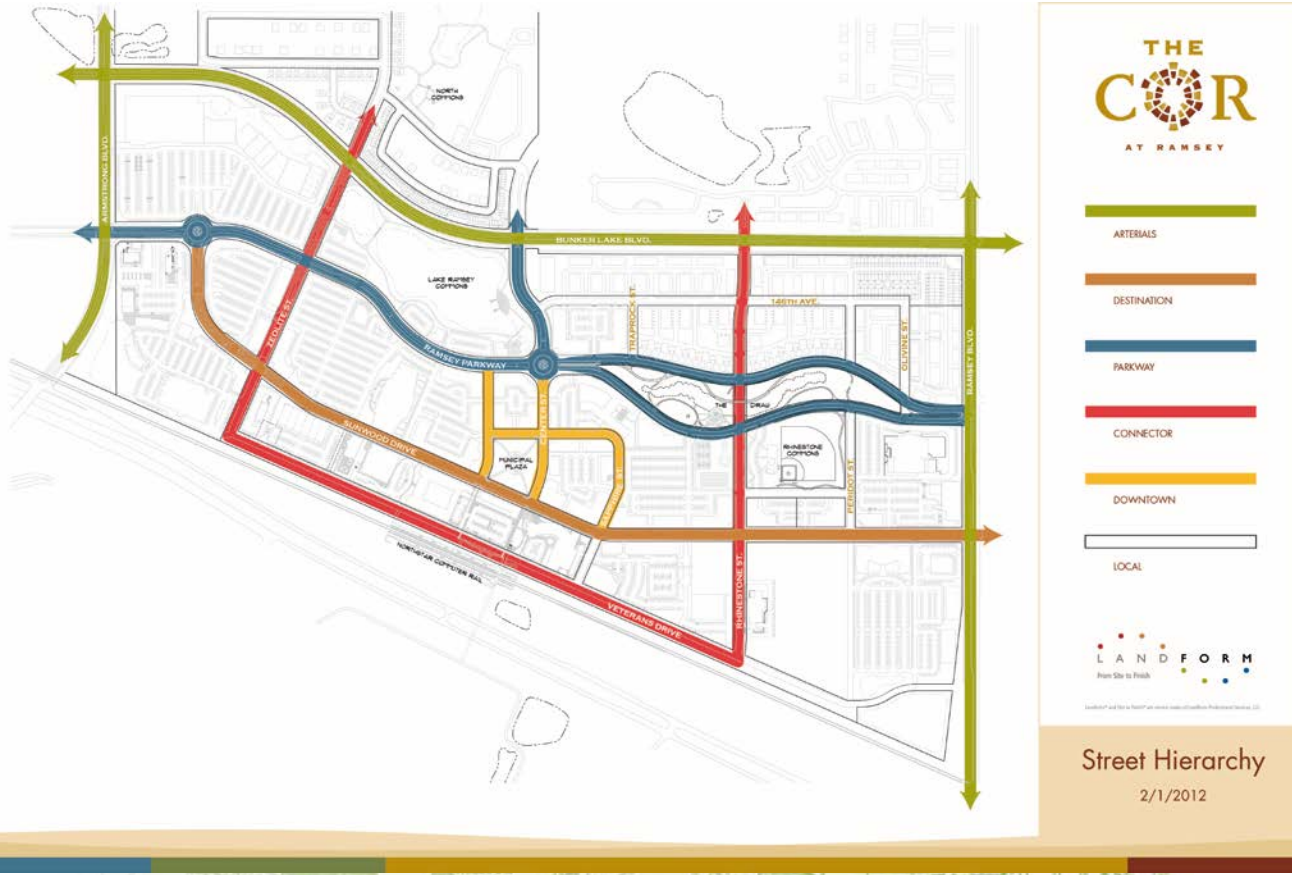 THE
COR
AT RAMSEY
ARTERIALS
DESTINATION
PARKWAY
CONNECTOR
DOWNTOWN
LOCAL
LANDFORM
From Site to Finish
Street Hierarchy
2/1/2012
NORTH
COMMONS
ARMSTRONG BLVD.
BUNKER LAKE BLVD.
ZEOLITE ST.
LAKE RAMSEY
COMMONS
RAMSEY PARKWAY
TRAPROCK ST.
146TH AVE.
OLIVINE ST.
RAMSEY BLVD.
CENTER ST.
THE DRAW
SUNWOOD DRIVE
MUNICIPAL
PLAZA
RHINESTONE
COMMONS
PERIDOT ST.
NORTHSTAR COMMUTER RAIL
VETERANS DRIVE
RHINESTONE ST.